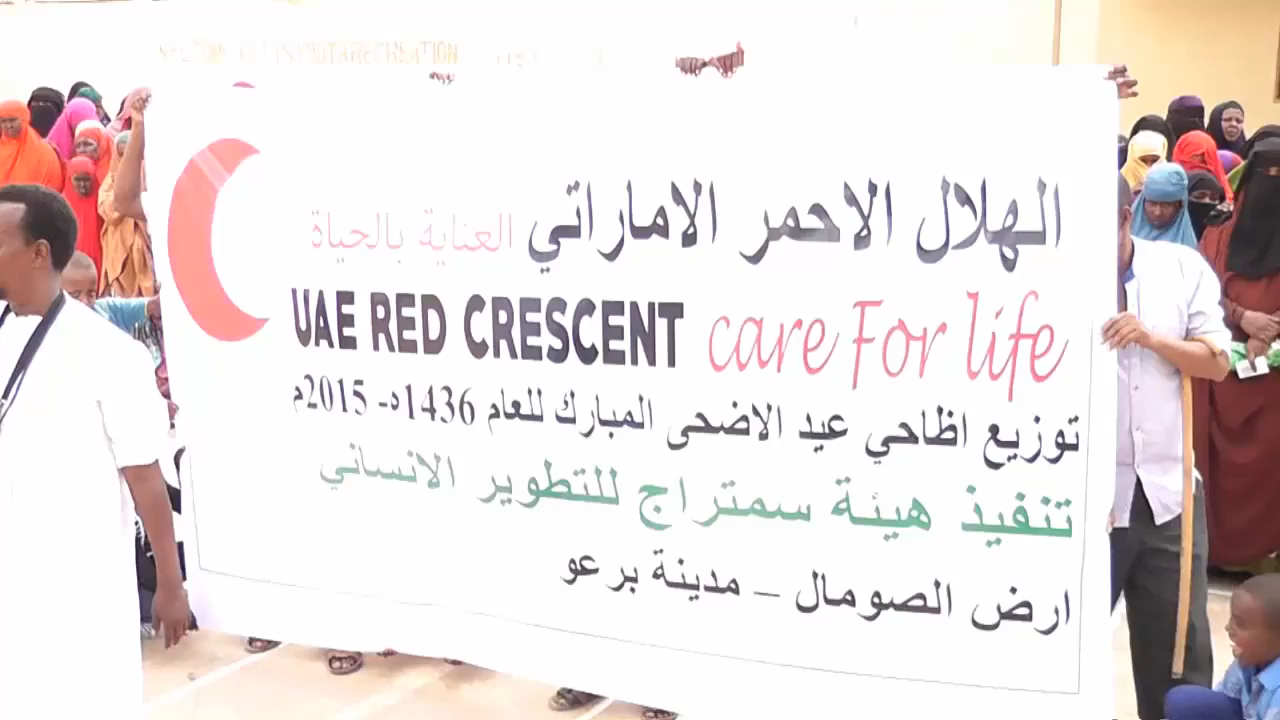 الهلال الاحمر الاماراتي العناية بالحياة
UAE RED CRESCENT care For life
توزيع اظاحي عيد الاضحى المبارك للعام 1436ه- 2015م
تنفيذ هيئة سمتراج للتطوير الانساني
ارض الصومال – مدينة برعو